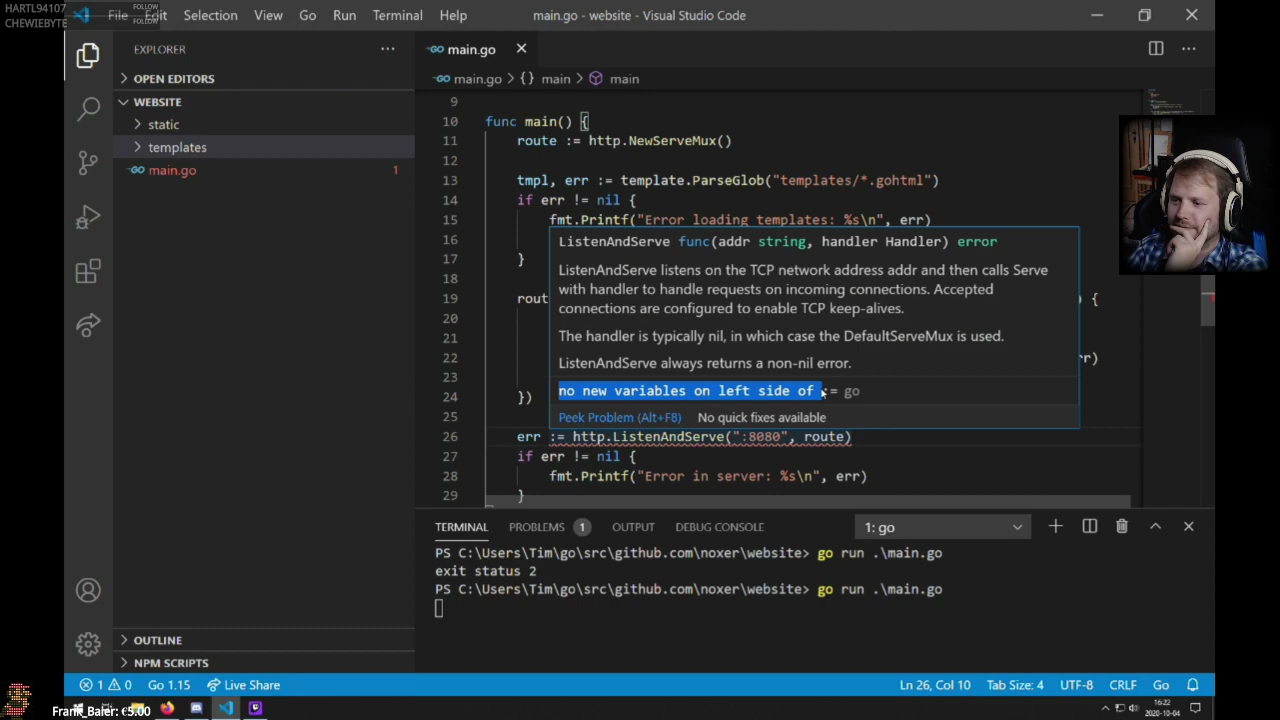 HARTL94107
FOLLOW
CHEWIEBYTE
FOLLOW
File Edit Selection View Go Run Terminal Help
main.go - website - Visual Studio Code
EXPLORER
OPEN EDITORS
WEBSITE
static
templates
main.go 1
main.go
main.go > {} main > main
9
10 func main() {
11 route := http.NewServeMux()
12
13 tmpl, err := template.ParseGlob("templates/*.gohtml")
14 if err != nil {
15 fmt.Printf("Error loading templates: %s\n", err)
16 ListenAndServe func(addr string, handler Handler) error
17 }
ListenAndServe listens on the TCP network address addr and then calls Serve
18 with handler to handle requests on incoming connections. Accepted
19 rout {
connections are configured to enable TCP keep-alives.
20
21 The handler is typically nil, in which case the DefaultServeMux is used.
22 ListenAndServe always returns a non-nil error. rr)
23
24 }) no new variables on left side of := go
25 Peek Problem (Alt+F8) No quick fixes available
26 err := http.ListenAndServe(":8080", route)
27 if err != nil {
28 fmt.Printf("Error in server: %s\n", err)
29 }
TERMINAL PROBLEMS 1 OUTPUT DEBUG CONSOLE 1: go
PS C:\Users\Tim\go\src\github.com\noxer\website> go run .\main.go
exit status 2
PS C:\Users\Tim\go\src\github.com\noxer\website> go run .\main.go
OUTLINE
NPM SCRIPTS
1 0 Go 1.15 Live Share Ln 26, Col 10 Tab Size: 4 UTF-8 CRLF Go
Frank_Baier: €5.00
16:22
2020-10-04